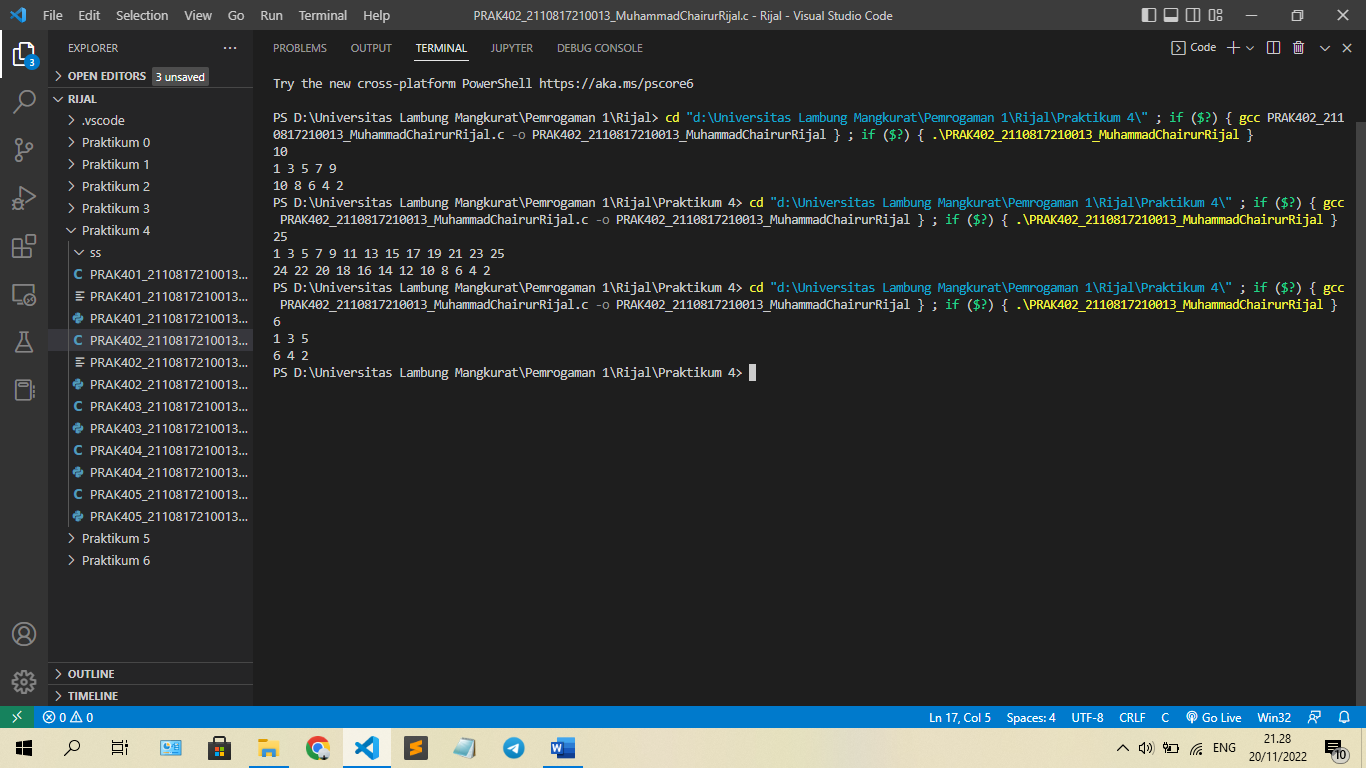 File Edit Selection View Go Run Terminal Help PRAK402_2110817210013_MuhammadChairurRijal.c - Rijal - Visual Studio Code
EXPLORER ...
OPEN EDITORS 3 unsaved
RIJAL
.vscode
Praktikum 0
Praktikum 1
Praktikum 2
Praktikum 3
Praktikum 4
ss
C PRAK401_2110817210013...
PRAK401_2110817210013...
PRAK401_2110817210013...
C PRAK402_2110817210013...
PRAK402_2110817210013...
PRAK402_2110817210013...
C PRAK403_2110817210013...
PRAK403_2110817210013...
C PRAK404_2110817210013...
PRAK404_2110817210013...
C PRAK405_2110817210013...
PRAK405_2110817210013...
Praktikum 5
Praktikum 6
OUTLINE
TIMELINE
3
PROBLEMS OUTPUT TERMINAL JUPYTER DEBUG CONSOLE Code
Try the new cross-platform PowerShell https://aka.ms/pscore6
PS D:\Universitas Lambung Mangkurat\Pemrogaman 1\Rijal> cd "d:\Universitas Lambung Mangkurat\Pemrogaman 1\Rijal\Praktikum 4\" ; if ($?) { gcc PRAK402_211
0817210013_MuhammadChairurRijal.c -o PRAK402_2110817210013_MuhammadChairurRijal } ; if ($?) { .\PRAK402_2110817210013_MuhammadChairurRijal }
10
1 3 5 7 9
10 8 6 4 2
PS D:\Universitas Lambung Mangkurat\Pemrogaman 1\Rijal\Praktikum 4> cd "d:\Universitas Lambung Mangkurat\Pemrogaman 1\Rijal\Praktikum 4\" ; if ($?) { gcc
PRAK402_2110817210013_MuhammadChairurRijal.c -o PRAK402_2110817210013_MuhammadChairurRijal } ; if ($?) { .\PRAK402_2110817210013_MuhammadChairurRijal }
25
1 3 5 7 9 11 13 15 17 19 21 23 25
24 22 20 18 16 14 12 10 8 6 4 2
PS D:\Universitas Lambung Mangkurat\Pemrogaman 1\Rijal\Praktikum 4> cd "d:\Universitas Lambung Mangkurat\Pemrogaman 1\Rijal\Praktikum 4\" ; if ($?) { gcc
PRAK402_2110817210013_MuhammadChairurRijal.c -o PRAK402_2110817210013_MuhammadChairurRijal } ; if ($?) { .\PRAK402_2110817210013_MuhammadChairurRijal }
6
1 3 5
6 4 2
PS D:\Universitas Lambung Mangkurat\Pemrogaman 1\Rijal\Praktikum 4>
0 0 Ln 17, Col 5 Spaces: 4 UTF-8 CRLF C Go Live Win32
ENG
21.28
20/11/2022
10